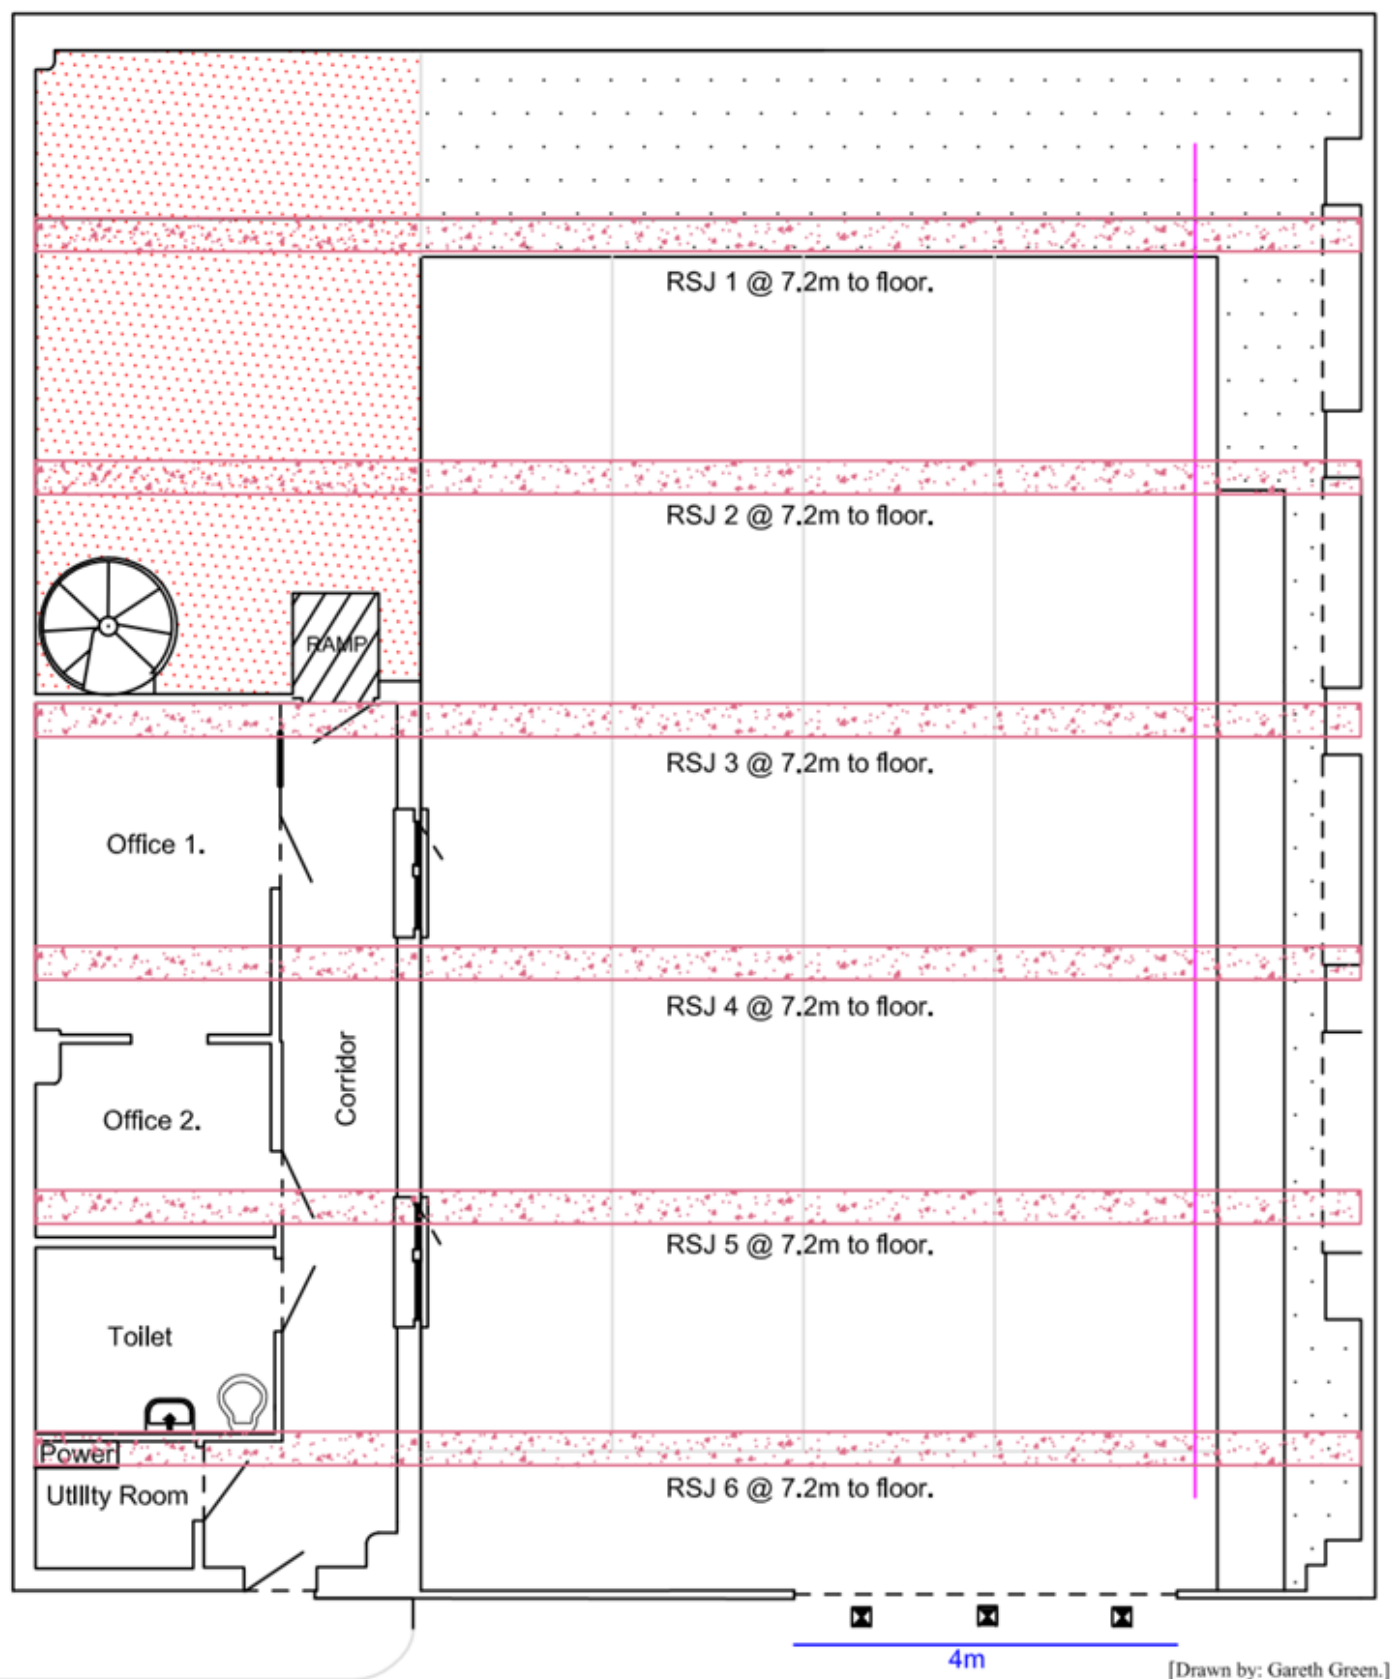 RSJ 1 @ 7.2m to floor.
RSJ 2 @ 7.2m to floor.
RAMP
RSJ 3 @ 7.2m to floor.
Office 1.
RSJ 4 @ 7.2m to floor.
Corridor
Office 2.
RSJ 5 @ 7.2m to floor.
Toilet
Power
Utility Room
RSJ 6 @ 7.2m to floor.
4m
[Drawn by: Gareth Green.]